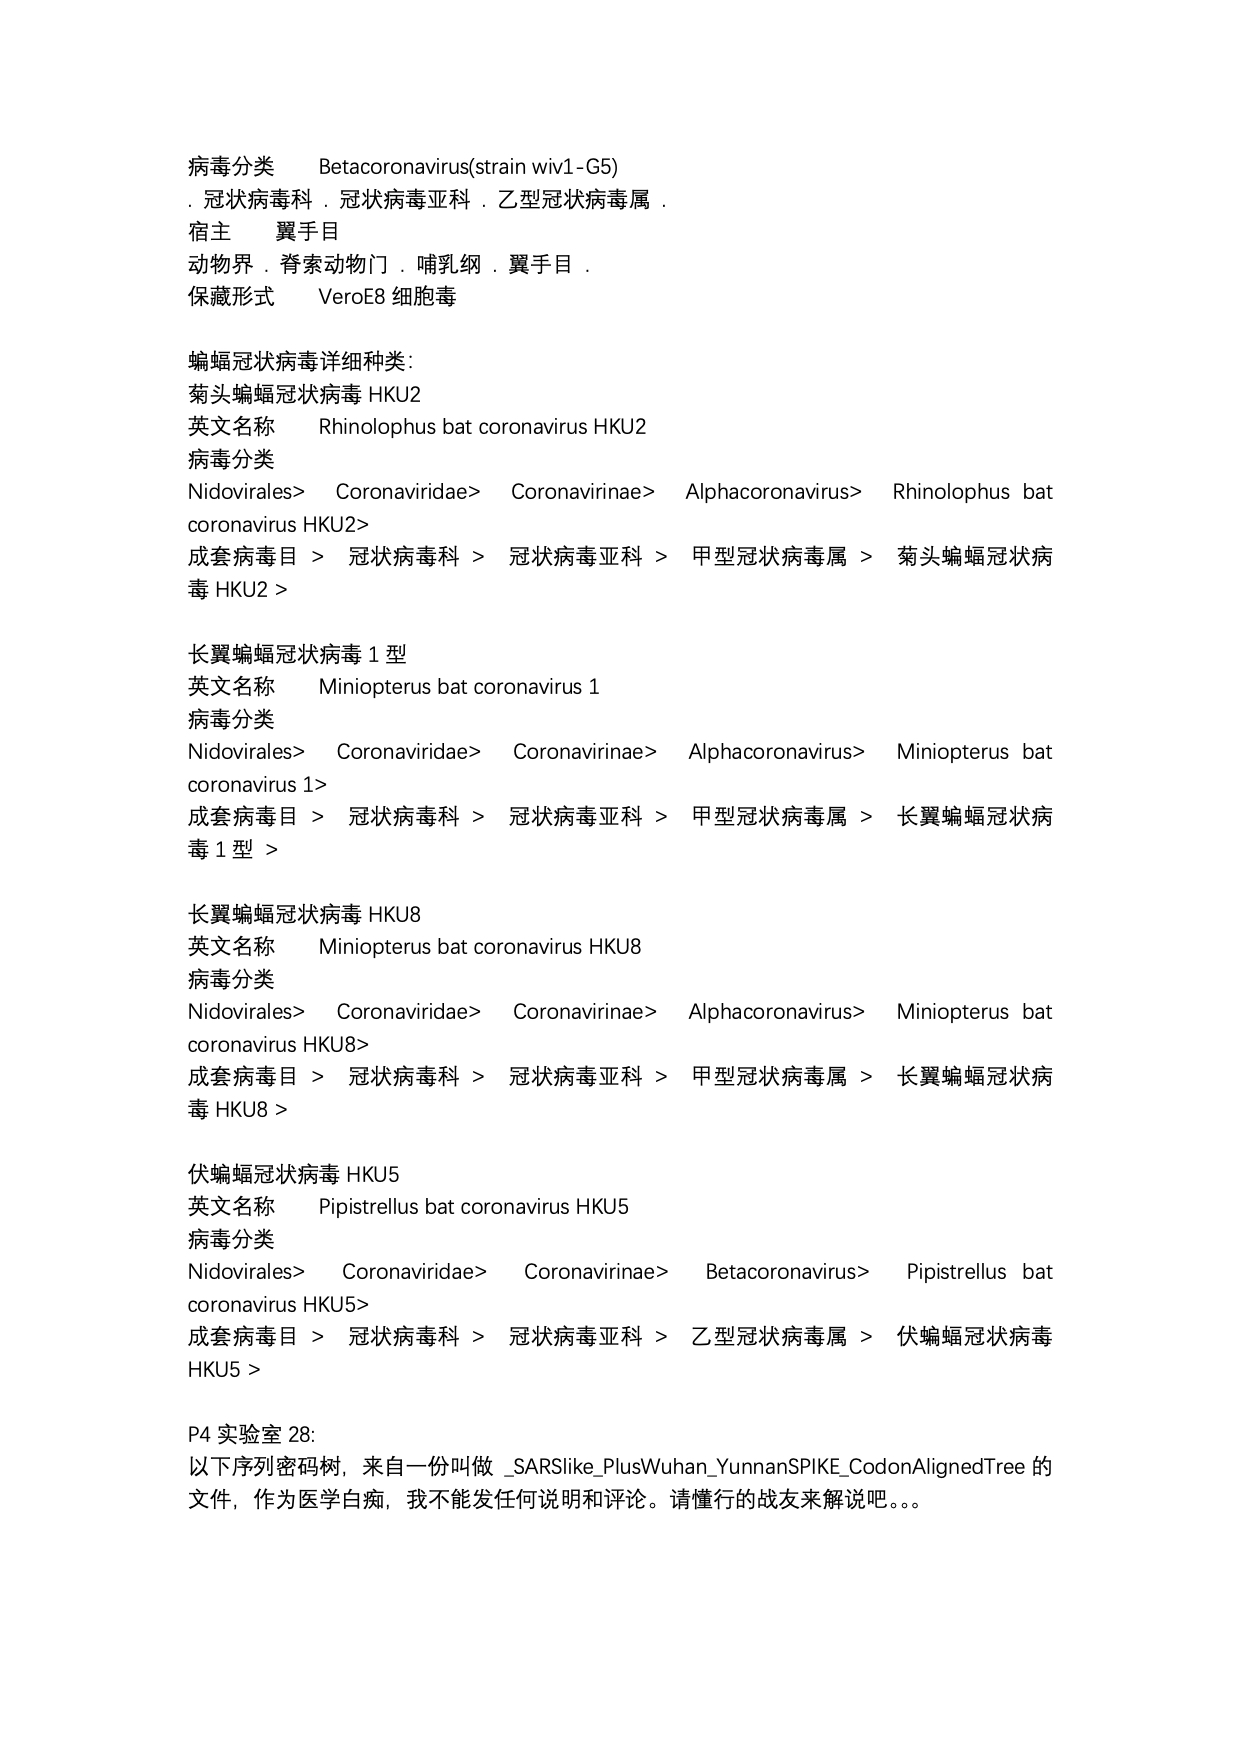 病毒分类　　Betacoronavirus(strain wiv1-G5)
. 冠状病毒科 . 冠状病毒亚科 . 乙型冠状病毒属 .
宿主　　翼手目
动物界 . 脊索动物门 . 哺乳纲 . 翼手目 .
保藏形式　　VeroE8 细胞毒
蝙蝠冠状病毒详细种类：
菊头蝙蝠冠状病毒 HKU2
英文名称　　Rhinolophus bat coronavirus HKU2
病毒分类
Nidovirales> Coronaviridae> Coronavirinae> Alphacoronavirus> Rhinolophus bat
coronavirus HKU2>
成套病毒目 > 冠状病毒科 > 冠状病毒亚科 > 甲型冠状病毒属 > 菊头蝙蝠冠状病
毒 HKU2 >
长翼蝙蝠冠状病毒 1 型
英文名称　　Miniopterus bat coronavirus 1
病毒分类
Nidovirales> Coronaviridae> Coronavirinae> Alphacoronavirus> Miniopterus bat
coronavirus 1>
成套病毒目 > 冠状病毒科 > 冠状病毒亚科 > 甲型冠状病毒属 > 长翼蝙蝠冠状病
毒 1 型 >
长翼蝙蝠冠状病毒 HKU8
英文名称　　Miniopterus bat coronavirus HKU8
病毒分类
Nidovirales> Coronaviridae> Coronavirinae> Alphacoronavirus> Miniopterus bat
coronavirus HKU8>
成套病毒目 > 冠状病毒科 > 冠状病毒亚科 > 甲型冠状病毒属 > 长翼蝙蝠冠状病
毒 HKU8 >
伏蝙蝠冠状病毒 HKU5
英文名称　　Pipistrellus bat coronavirus HKU5
病毒分类
Nidovirales> Coronaviridae> Coronavirinae> Betacoronavirus> Pipistrellus bat
coronavirus HKU5>
成套病毒目 > 冠状病毒科 > 冠状病毒亚科 > 乙型冠状病毒属 > 伏蝙蝠冠状病毒
HKU5 >
P4 实验室 28:
以下序列密码树，来自一份叫做 _SARSlike_PlusWuhan_YunnanSPIKE_CodonAlignedTree 的
文件，作为医学白痴，我不能发任何说明和评论。请懂行的战友来解说吧。。。